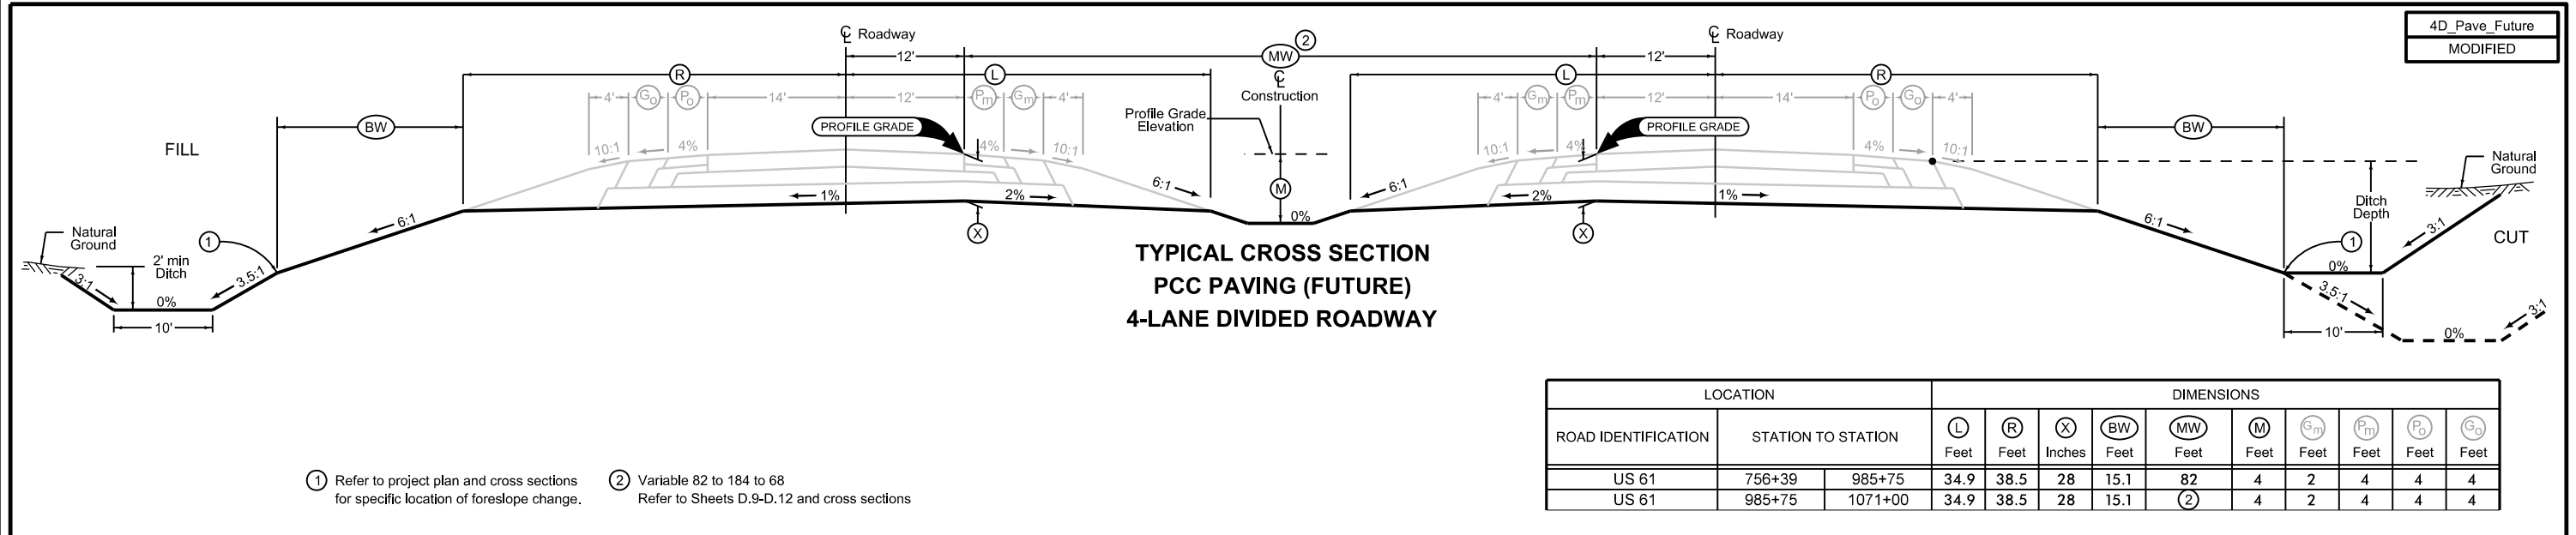 4D_Pave_Future
MODIFIED
℄ Roadway
℄ Roadway
12' MW 2 12'
R L ℄ Construction L R
4' Go Po 14' 12' Pm Gm 4'
4' Gm Pm 12' 14' Po Go 4'
BW
BW
PROFILE GRADE
Profile Grade
Elevation
PROFILE GRADE
FILL
10:1 4% 4% 10:1
10:1 4% 4% 10:1
Natural
Ground
6:1 M 6:1
1% 2% 0% 2% 1%
Ditch
Depth
X X
6:1
6:1
3:1
CUT
1
1
Natural
Ground
2' min
Ditch
3:1 0% 3.5:1
10'
0%
3.5:1 0% 3:1
10'
TYPICAL CROSS SECTION
PCC PAVING (FUTURE)
4-LANE DIVIDED ROADWAY
LOCATION DIMENSIONS
ROAD IDENTIFICATION STATION TO STATION L Feet R Feet X Inches BW Feet MW Feet M Feet Gm Feet Pm Feet Po Feet Go Feet
US 61 756+39 985+75 34.9 38.5 28 15.1 82 4 2 4 4 4
US 61 985+75 1071+00 34.9 38.5 28 15.1 2 4 2 4 4 4
1 Refer to project plan and cross sections
for specific location of foreslope change.
2 Variable 82 to 184 to 68
Refer to Sheets D.9-D.12 and cross sections